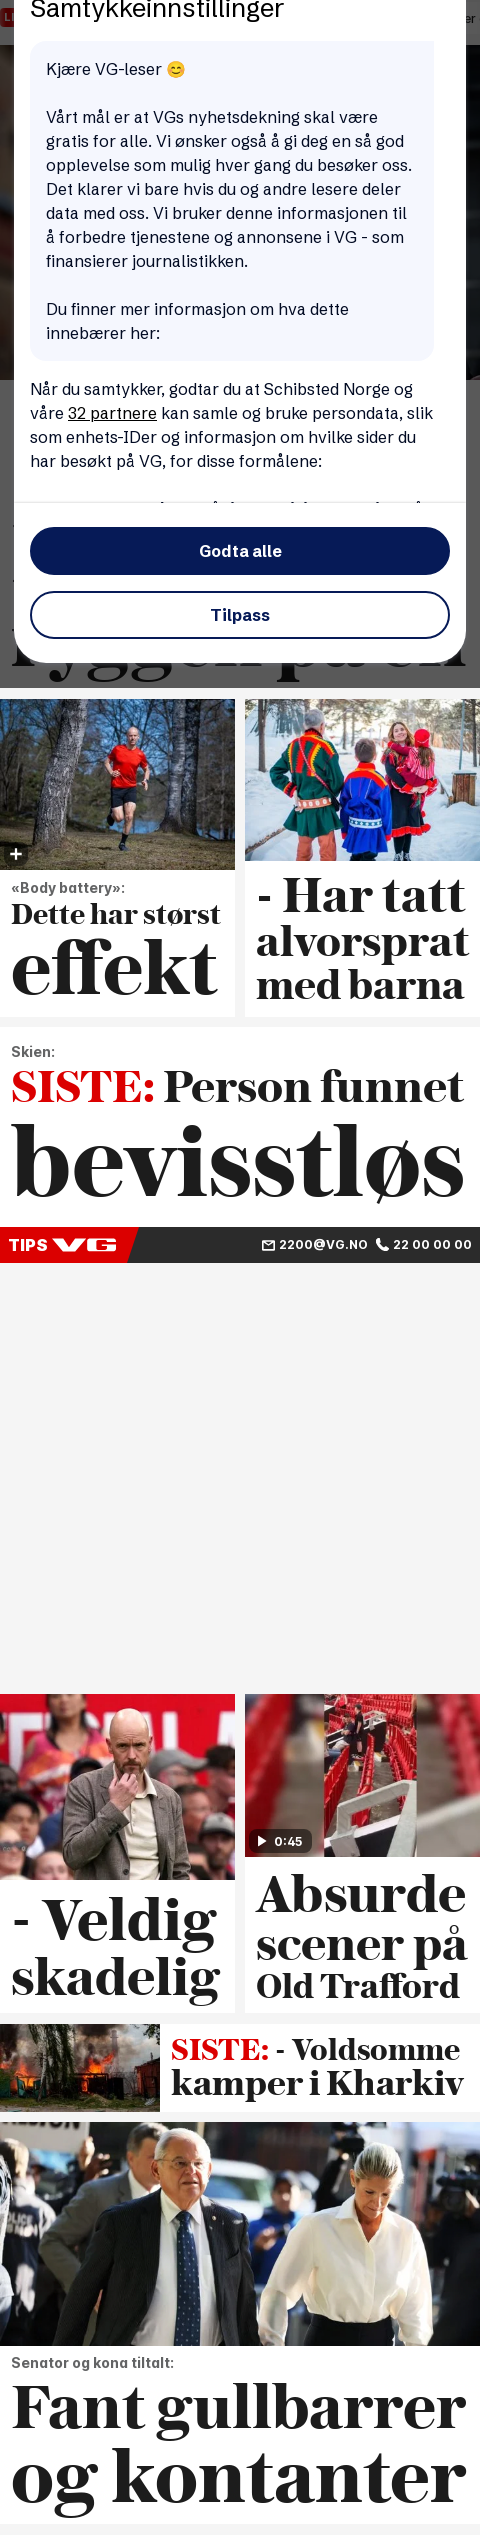 Samtykkeinnstillinger
Kjære VG-leser 😊
Vårt mål er at VGs nyhetsdekning skal være
gratis for alle. Vi ønsker også å gi deg en så god
opplevelse som mulig hver gang du besøker oss.
Det klarer vi bare hvis du og andre lesere deler
data med oss. Vi bruker denne informasjonen til
å forbedre tjenestene og annonsene i VG - som
finansierer journalistikken.
Du finner mer informasjon om hva dette
innebærer her:
Når du samtykker, godtar du at Schibsted Norge og
våre 32 partnere kan samle og bruke persondata, slik
som enhets-IDer og informasjon om hvilke sider du
har besøkt på VG, for disse formålene:
Godta alle
Tilpass
«Body battery»:
Dette har størst
effekt
- Har tatt
alvorsprat
med barna
Skien:
SISTE: Person funnet
bevisstløs
TIPS VG 2200@VG.NO 22 00 00 00
- Veldig
skadelig
0:45
Absurde
scener på
Old Trafford
SISTE: - Voldsomme
kamper i Kharkiv
Senator og kona tiltalt:
Fant gullbarrer
og kontanter